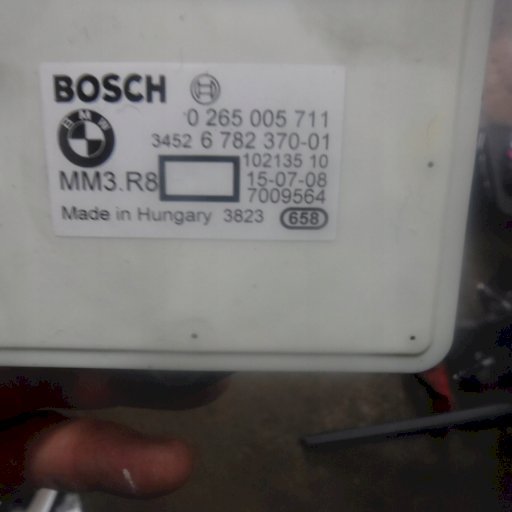 BOSCH
BMW
0 265 005 711
3452 6 782 370-01
102135 10
MM3.R8 15-07-08
7009564
Made in Hungary 3823 658